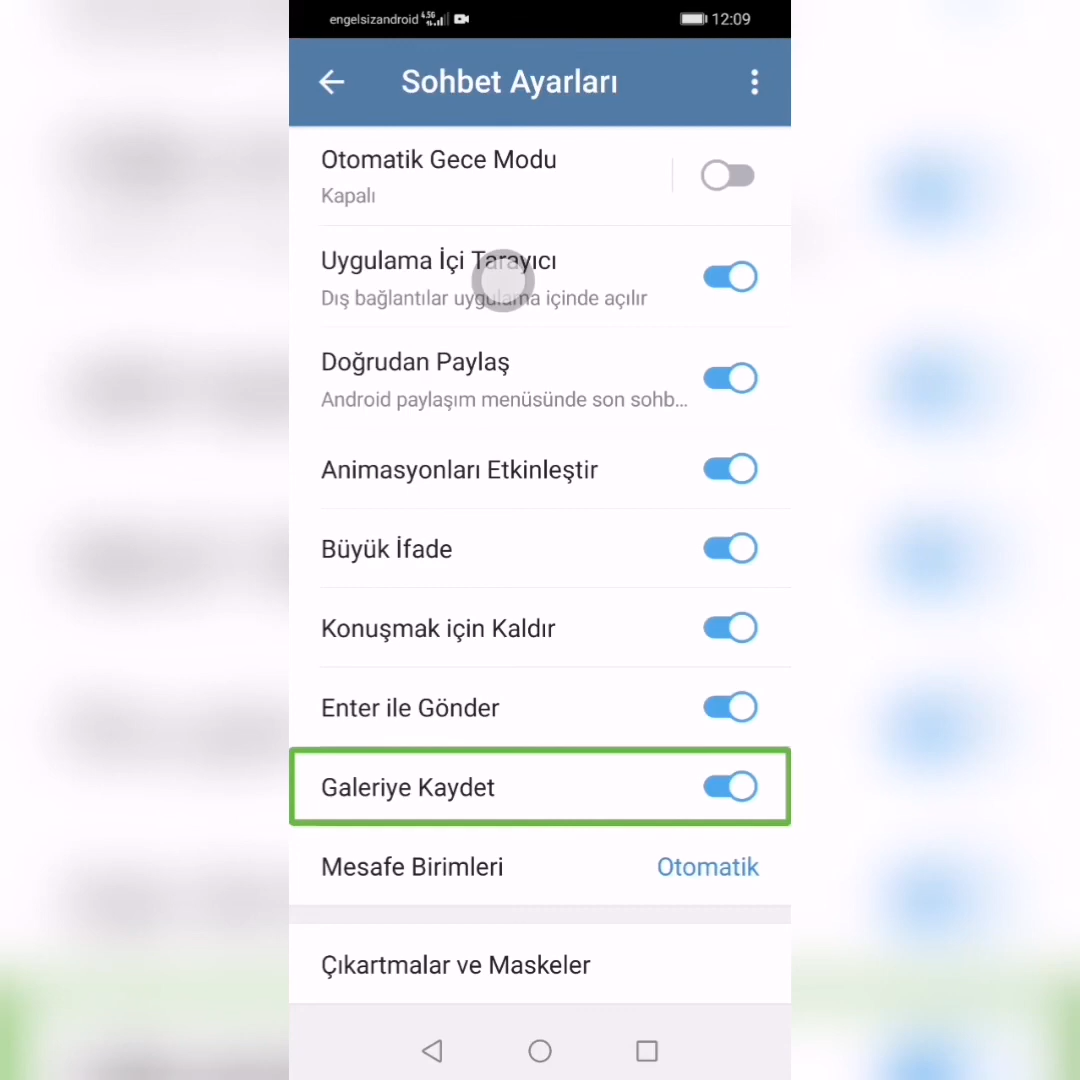 engelsizandroid 4.5G 12:09
Sohbet Ayarları
Otomatik Gece Modu
Kapalı
Uygulama İçi Tarayıcı
Dış bağlantılar uygulama içinde açılır
Doğrudan Paylaş
Android paylaşım menüsünde son sohb...
Animasyonları Etkinleştir
Büyük İfade
Konuşmak için Kaldır
Enter ile Gönder
Galeriye Kaydet
Mesafe Birimleri Otomatik
Çıkartmalar ve Maskeler